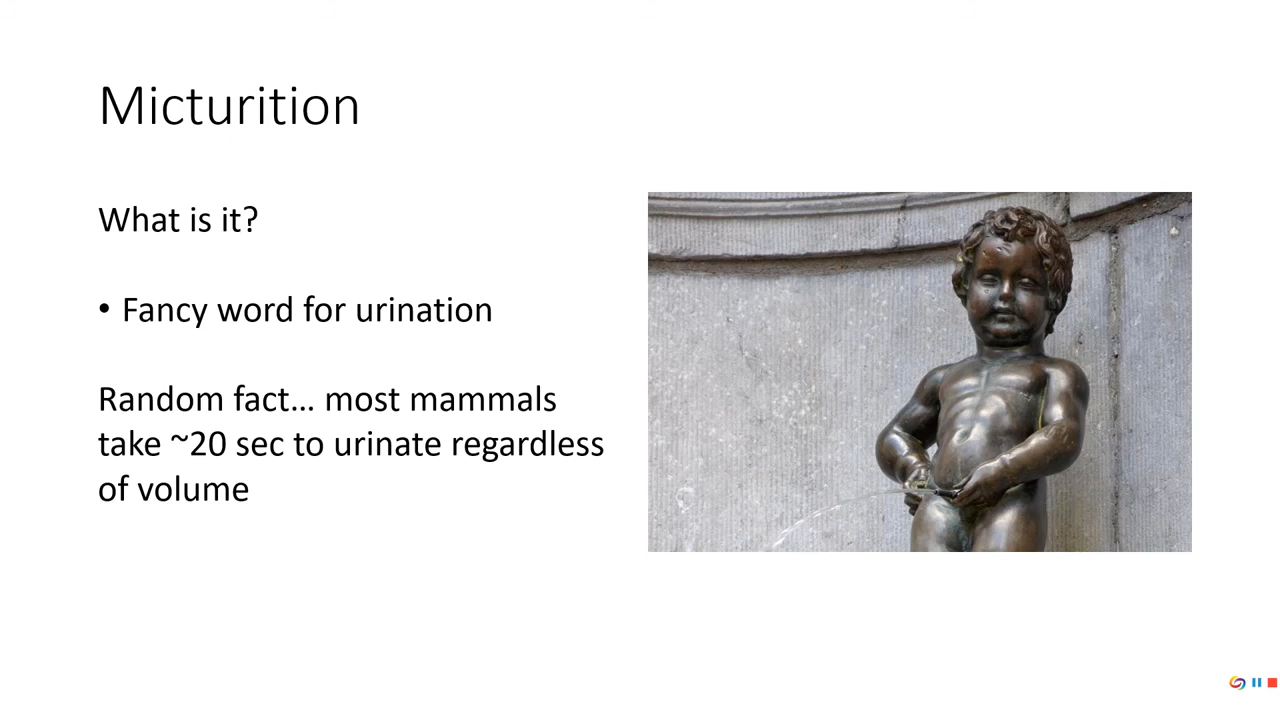 Micturition
What is it?
• Fancy word for urination
Random fact… most mammals
take ~20 sec to urinate regardless
of volume